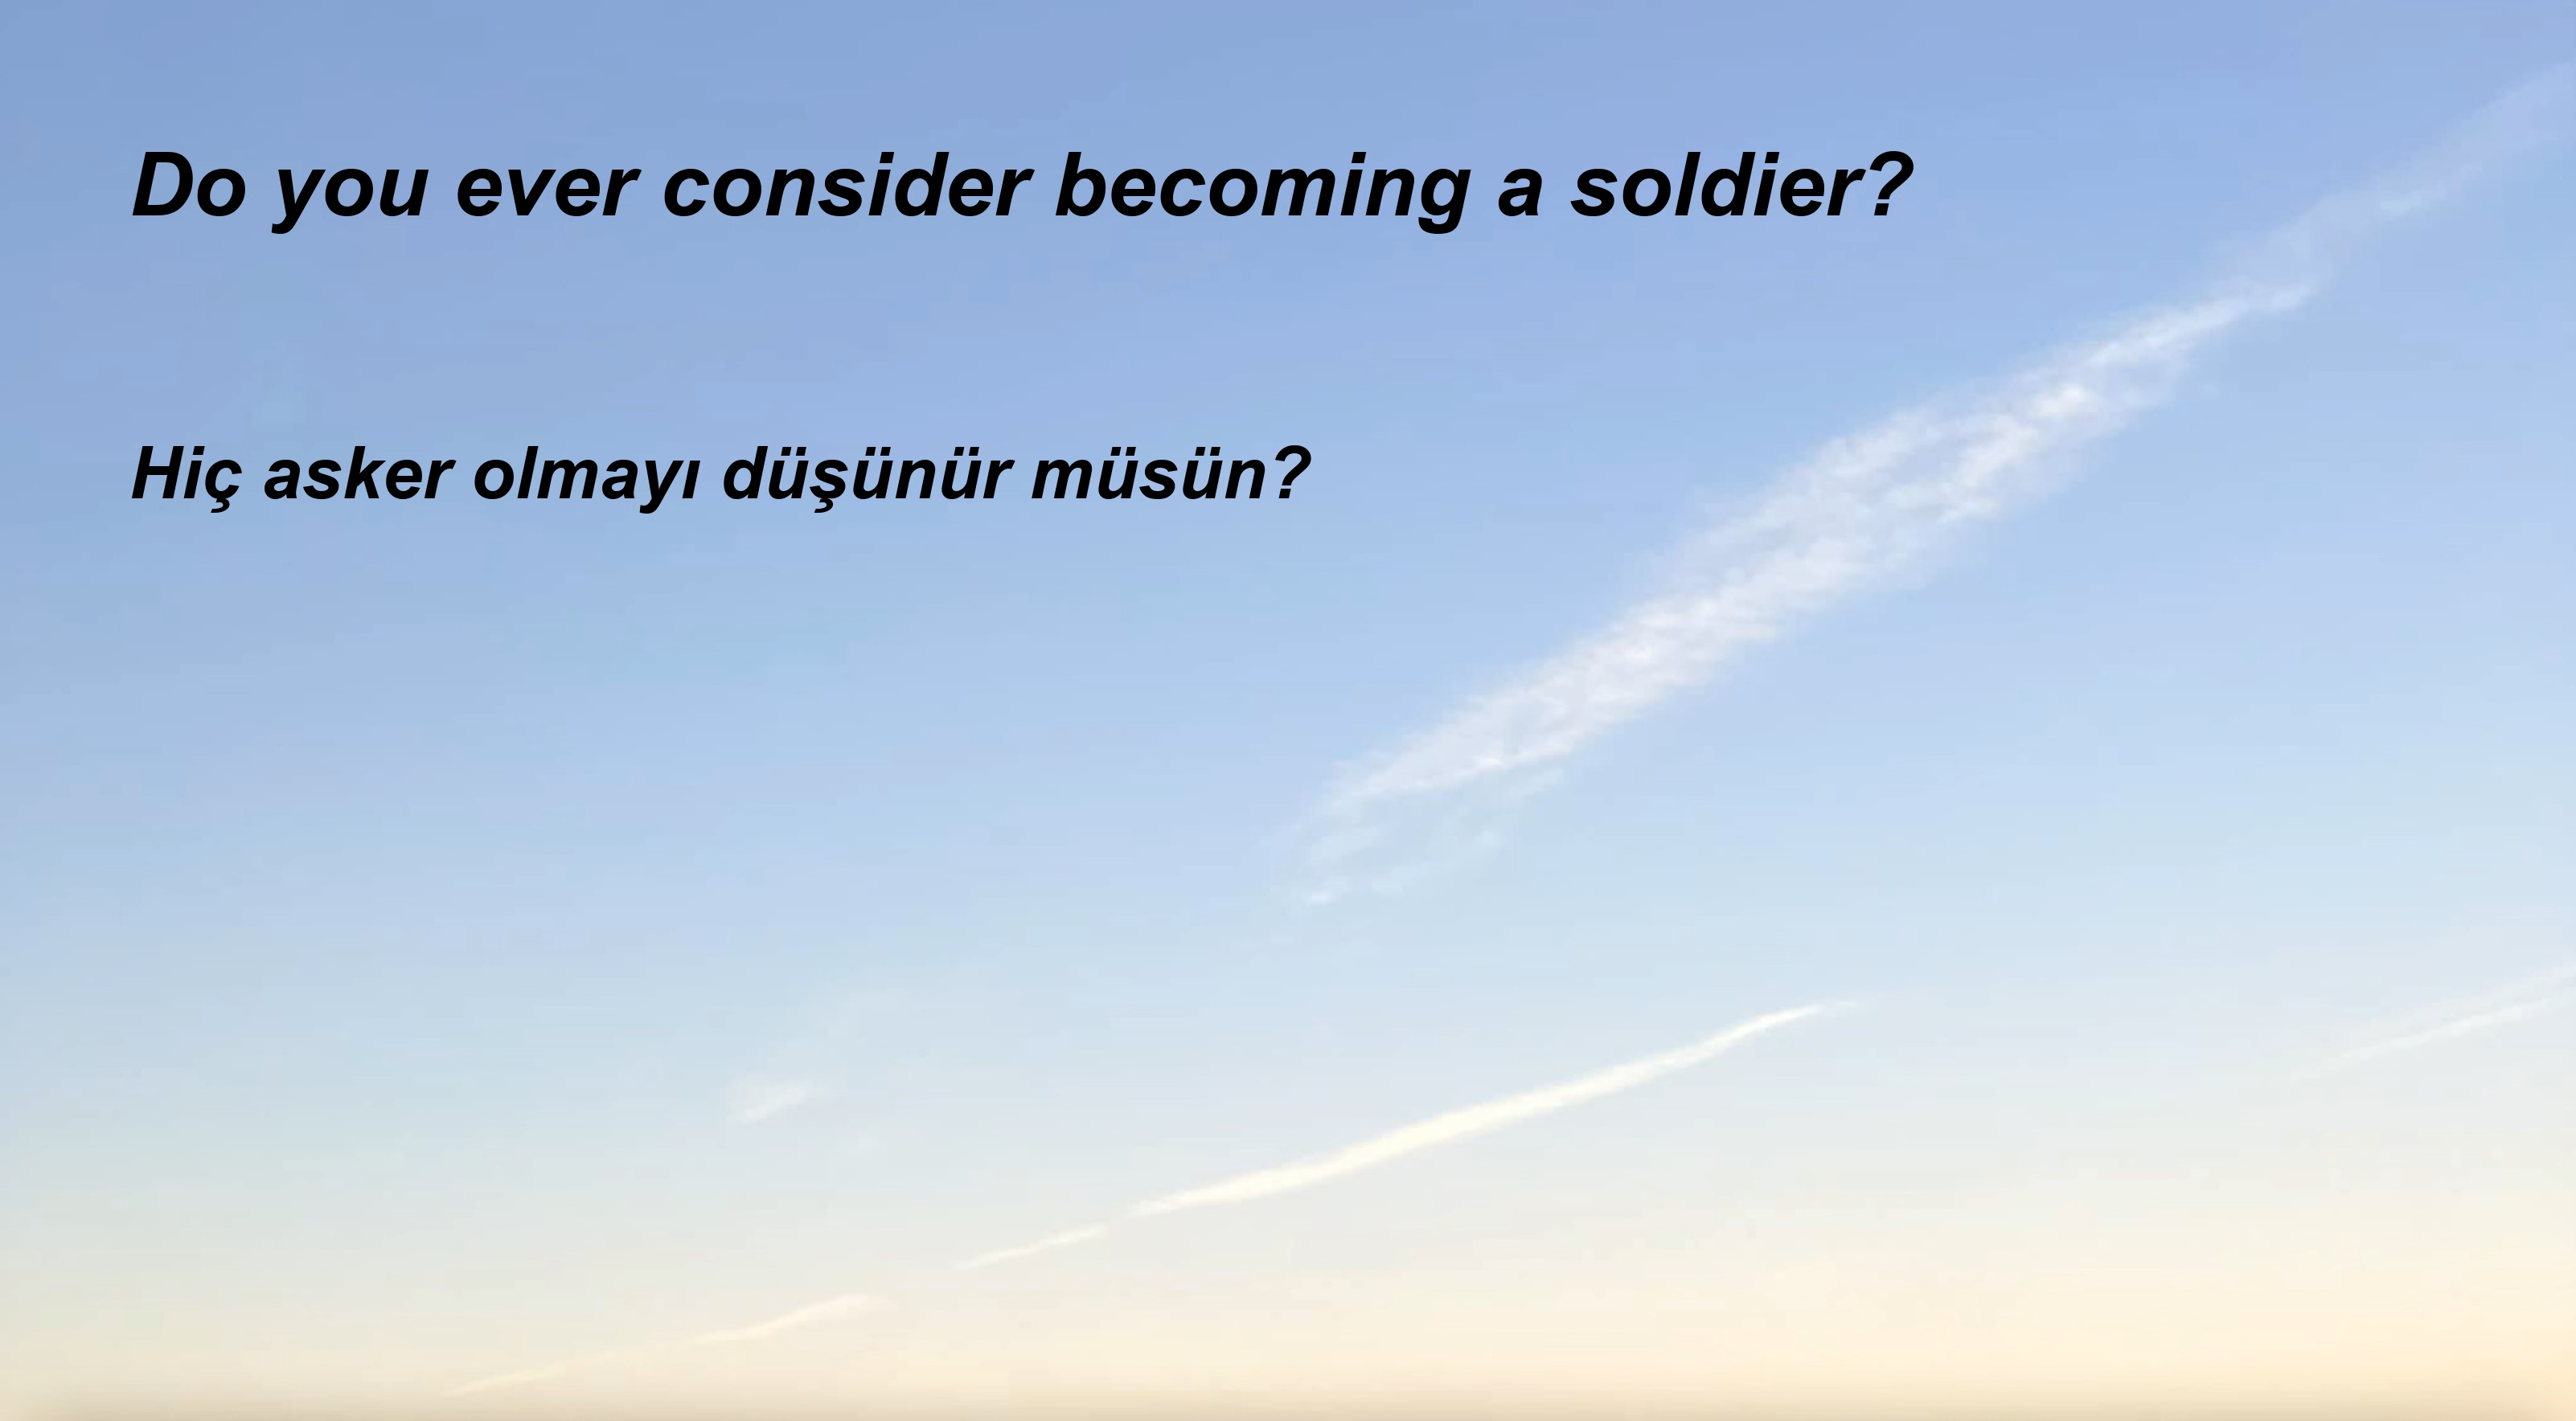 Do you ever consider becoming a soldier?
Hiç asker olmayı düşünür müsün?